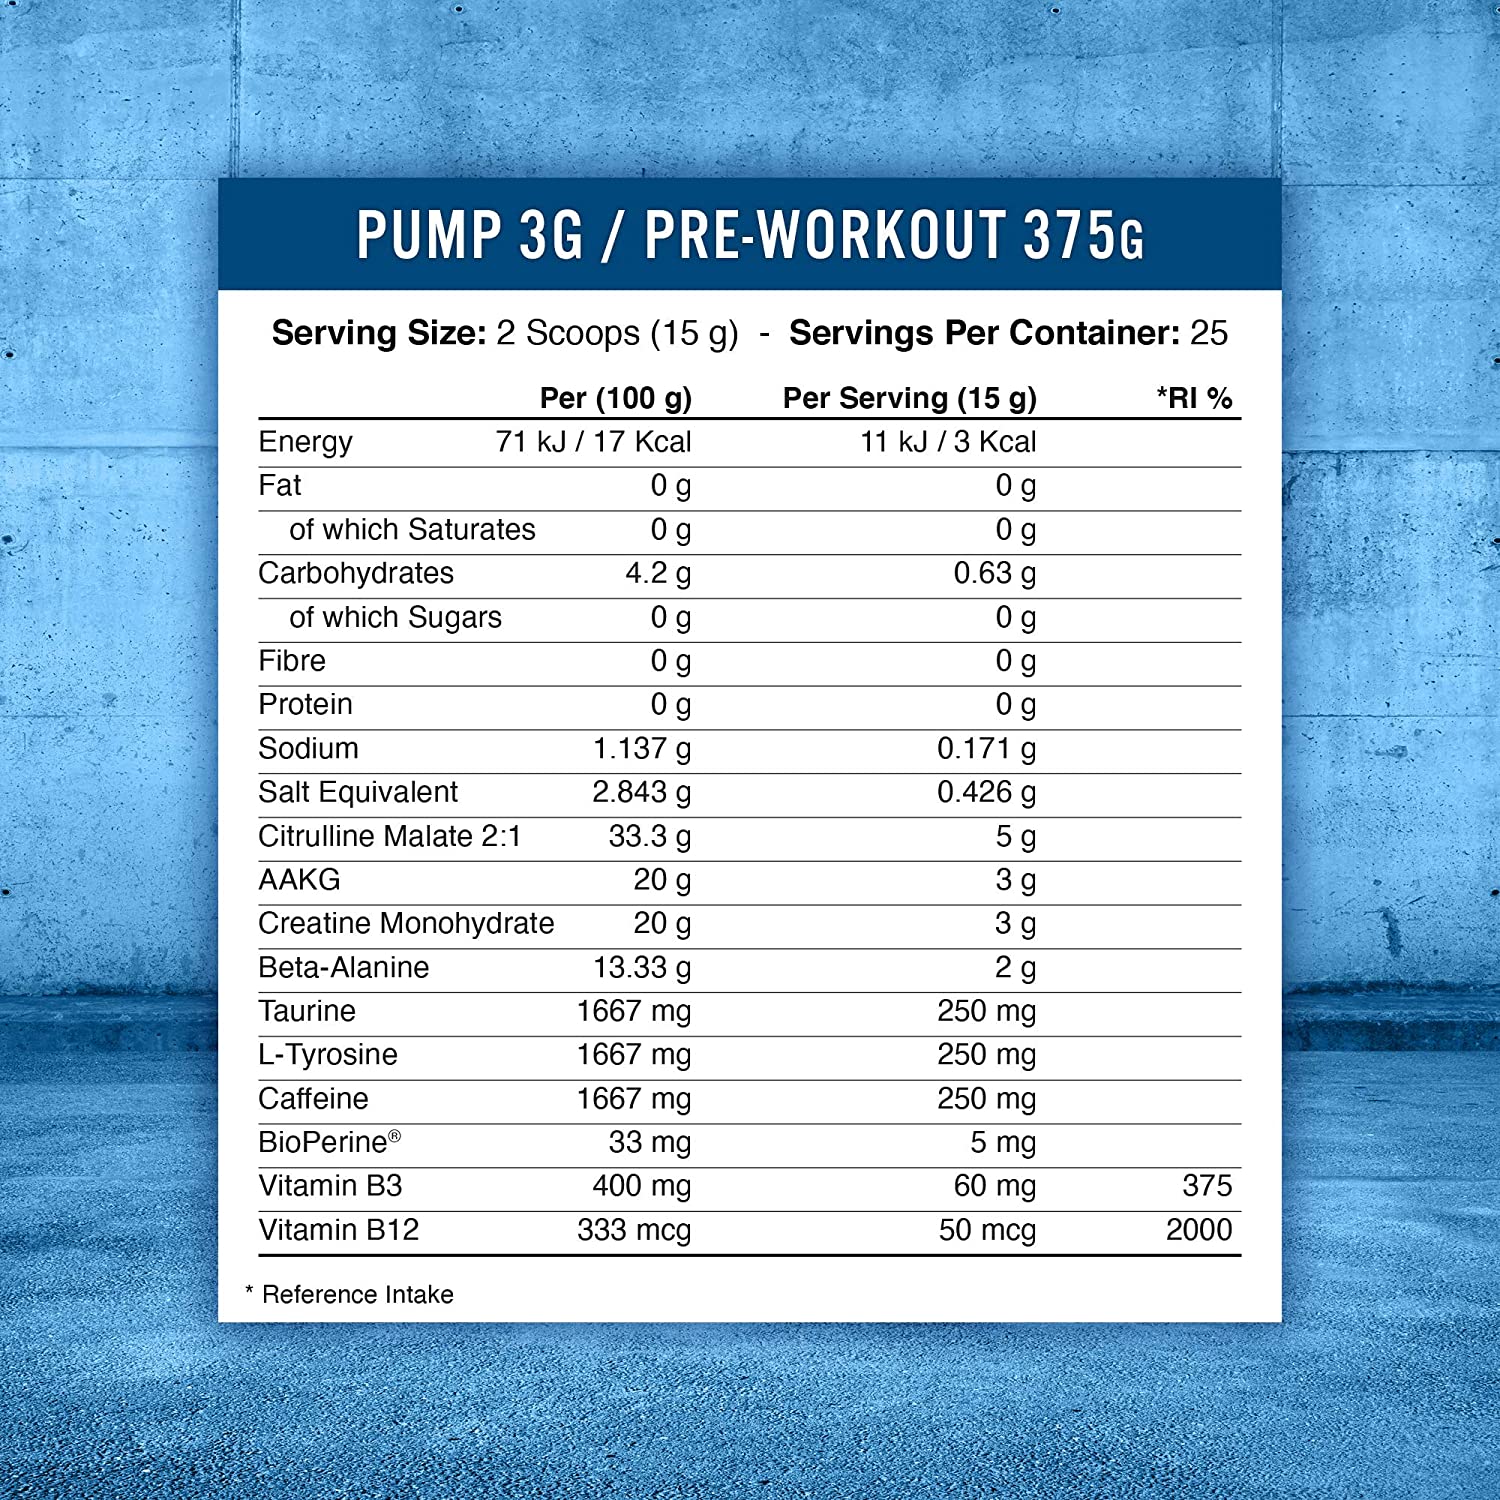 PUMP 3G / PRE-WORKOUT 375G
Serving Size: 2 Scoops (15 g) - Servings Per Container: 25
Per (100 g) Per Serving (15 g) *RI %
Energy 71 kJ / 17 Kcal 11 kJ / 3 Kcal
Fat 0 g 0 g
of which Saturates 0 g 0 g
Carbohydrates 4.2 g 0.63 g
of which Sugars 0 g 0 g
Fibre 0 g 0 g
Protein 0 g 0 g
Sodium 1.137 g 0.171 g
Salt Equivalent 2.843 g 0.426 g
Citrulline Malate 2:1 33.3 g 5 g
AAKG 20 g 3 g
Creatine Monohydrate 20 g 3 g
Beta-Alanine 13.33 g 2 g
Taurine 1667 mg 250 mg
L-Tyrosine 1667 mg 250 mg
Caffeine 1667 mg 250 mg
BioPerine® 33 mg 5 mg
Vitamin B3 400 mg 60 mg 375
Vitamin B12 333 mcg 50 mcg 2000
* Reference Intake